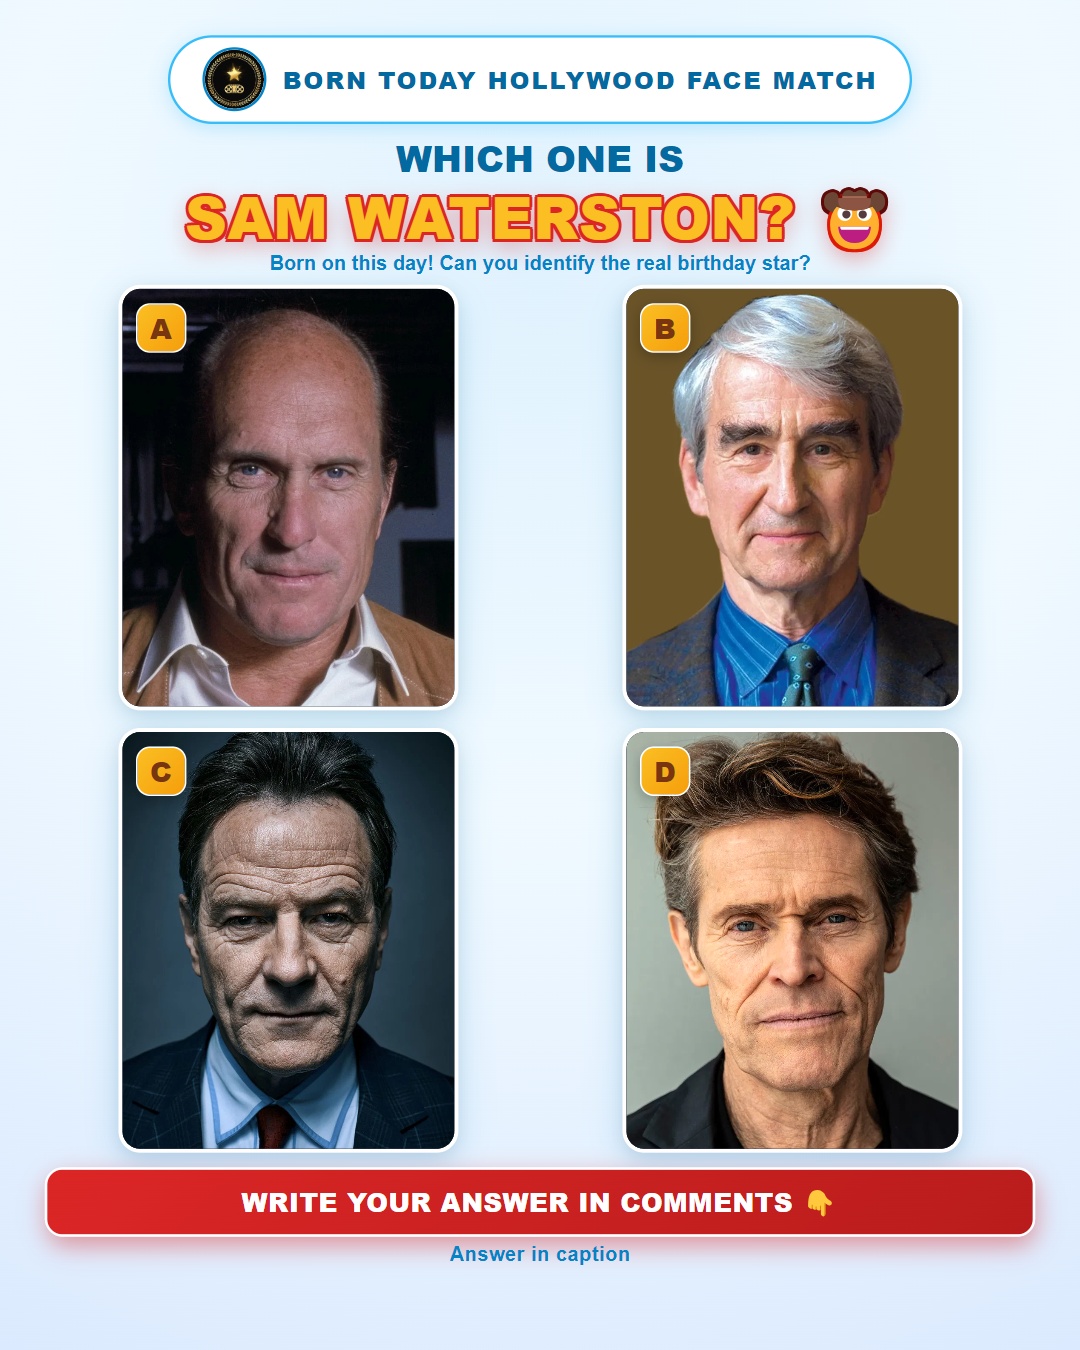 BORN TODAY HOLLYWOOD FACE MATCH
WHICH ONE IS
SAM WATERSTON? 🤠
Born on this day! Can you identify the real birthday star?
A
B
C
D
WRITE YOUR ANSWER IN COMMENTS 👇
Answer in caption